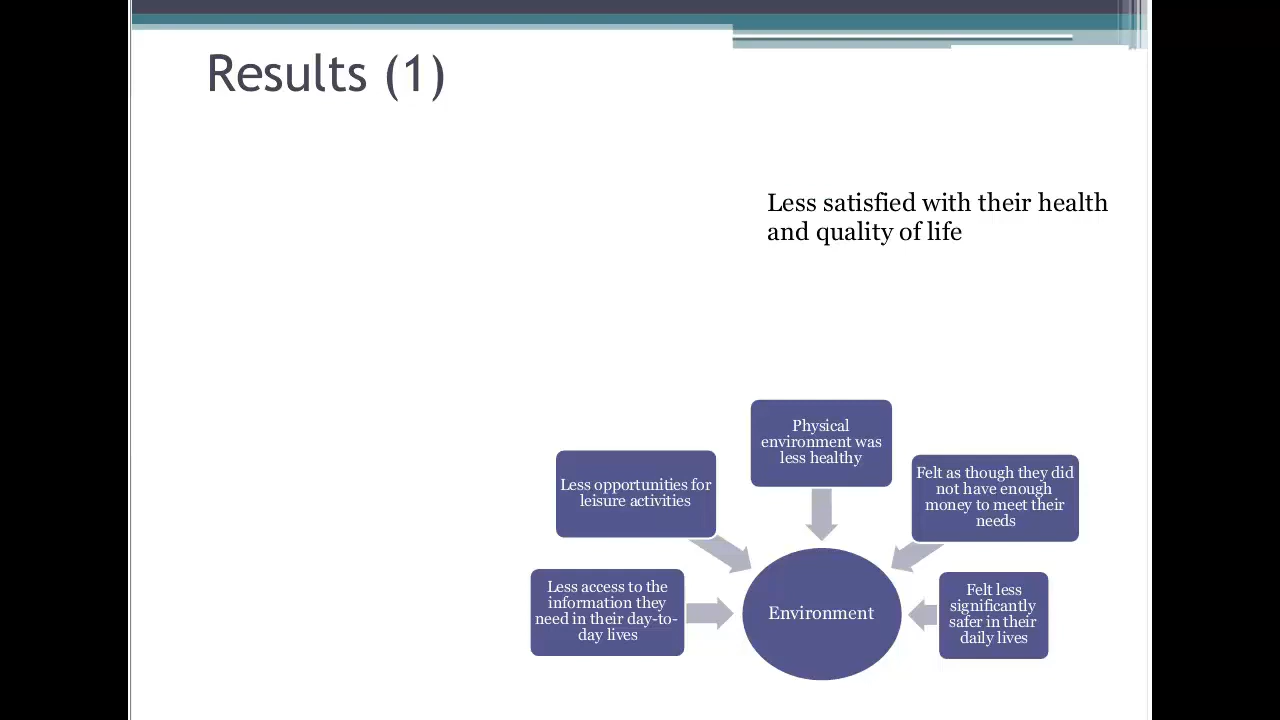 Results (1)
Less satisfied with their health
and quality of life
Physical
environment was
less healthy
Less opportunities for
leisure activities
Felt as though they did
not have enough
money to meet their
needs
Less access to the
information they
need in their day-to-
day lives
Environment
Felt less
significantly
safer in their
daily lives